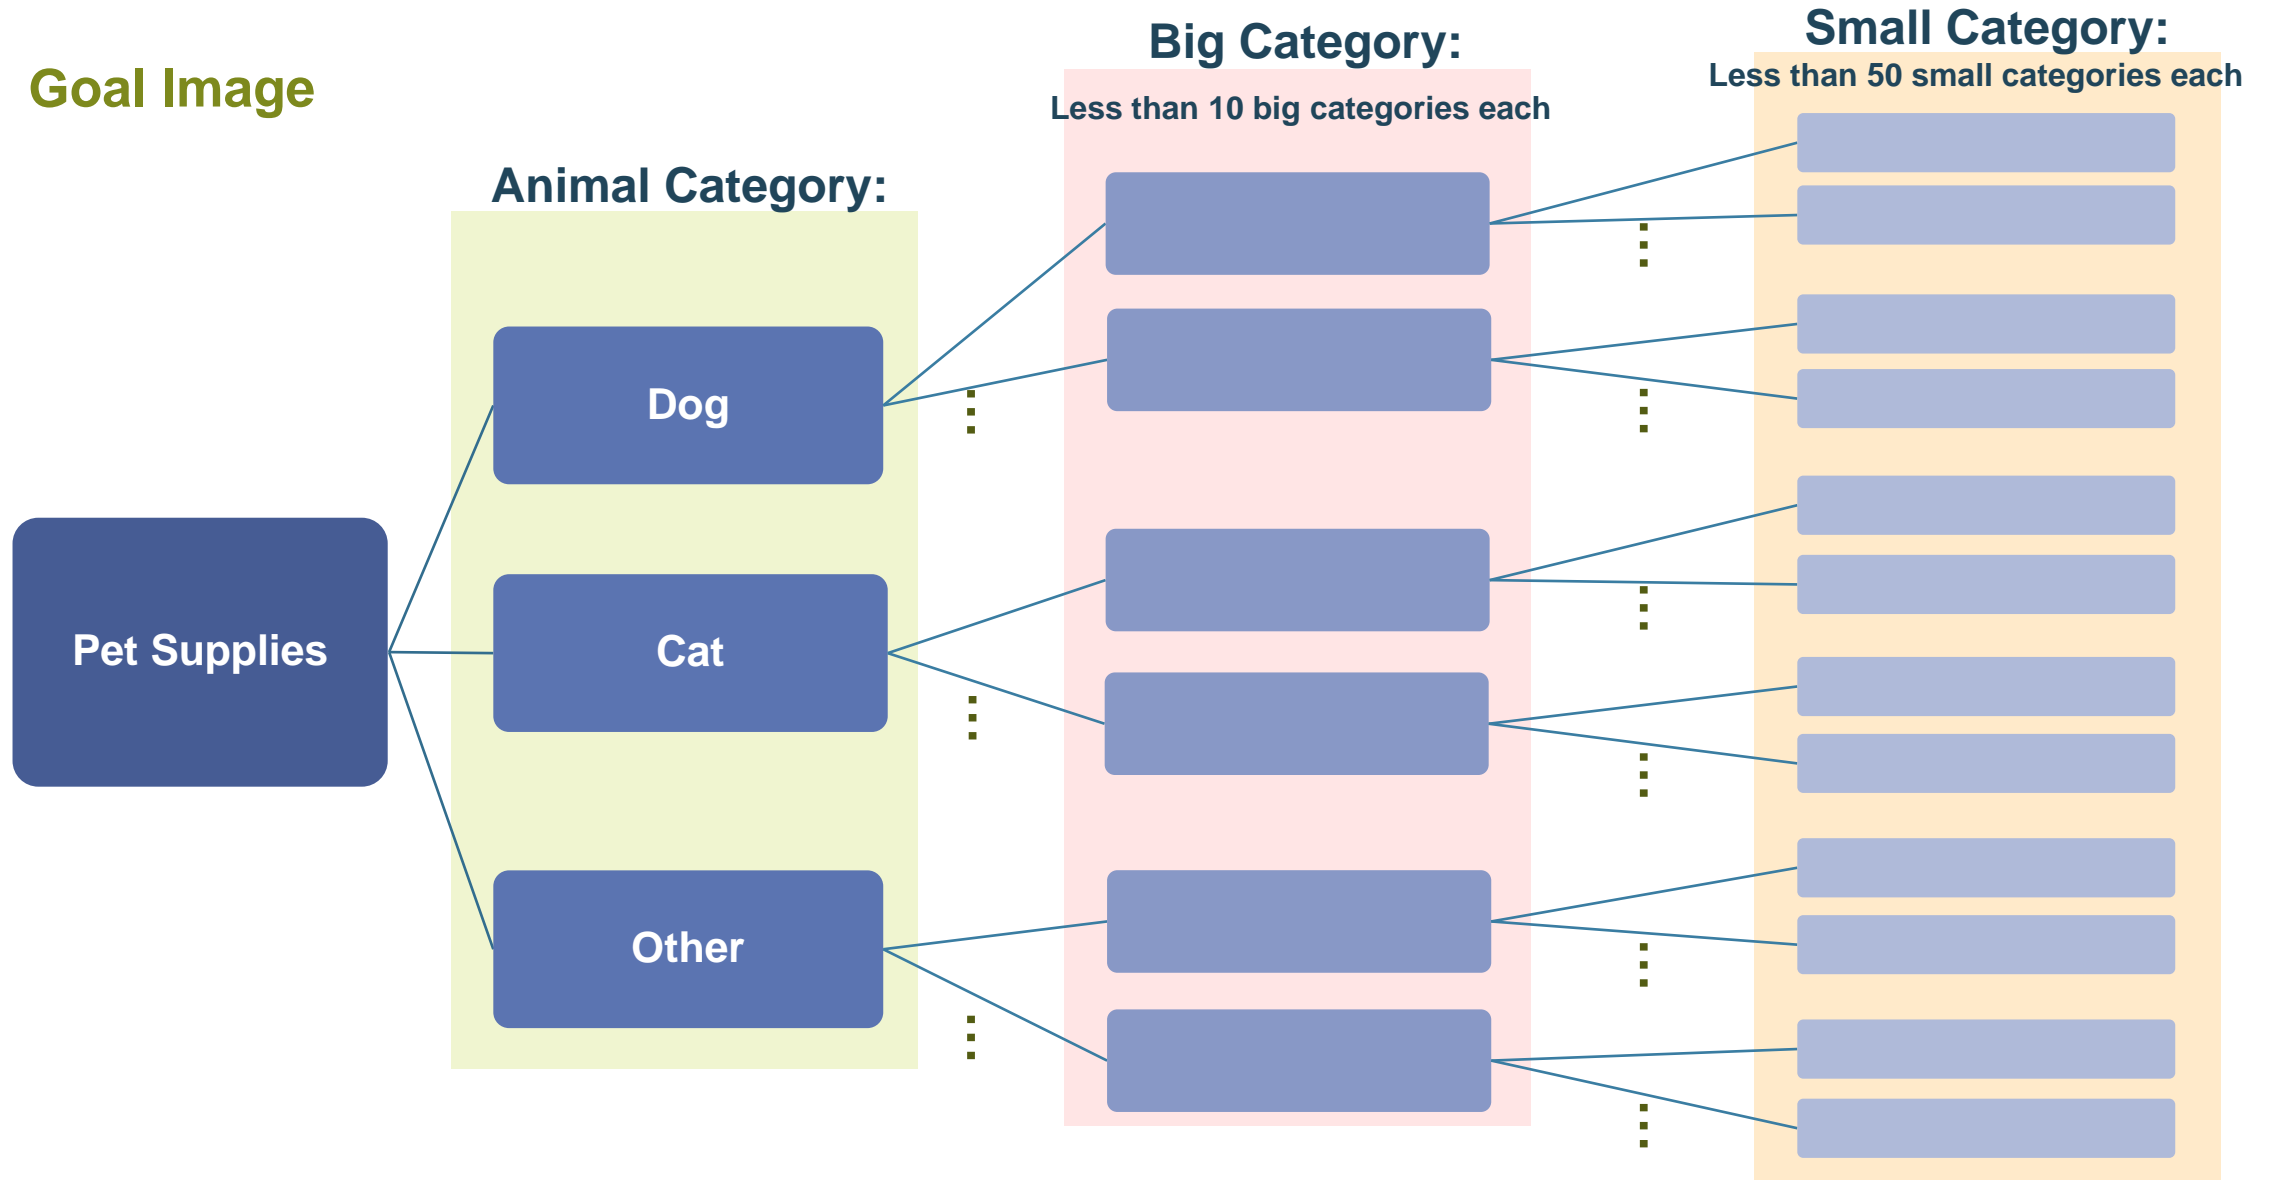 Goal Image
Animal Category:
Big Category:
Less than 10 big categories each
Small Category:
Less than 50 small categories each
Pet Supplies
Dog
Cat
Other